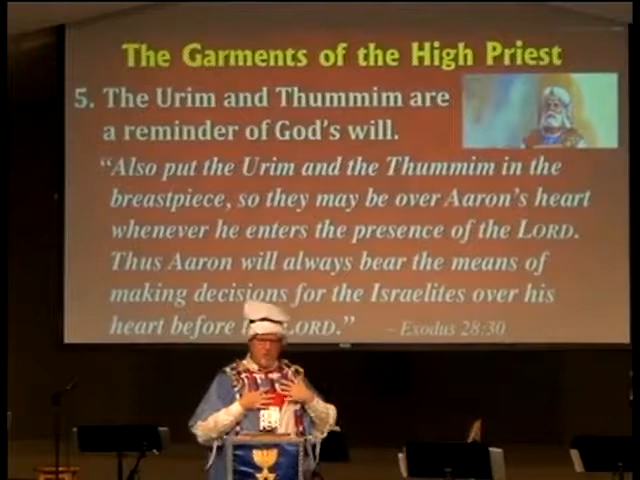 The Garments of the High Priest
5. The Urim and Thummim are
a reminder of God's will.
"Also put the Urim and the Thummim in the
breastpiece, so they may be over Aaron's heart
whenever he enters the presence of the LORD.
Thus Aaron will always bear the means of
making decisions for the Israelites over his
heart before LORD." – Exodus 28:30